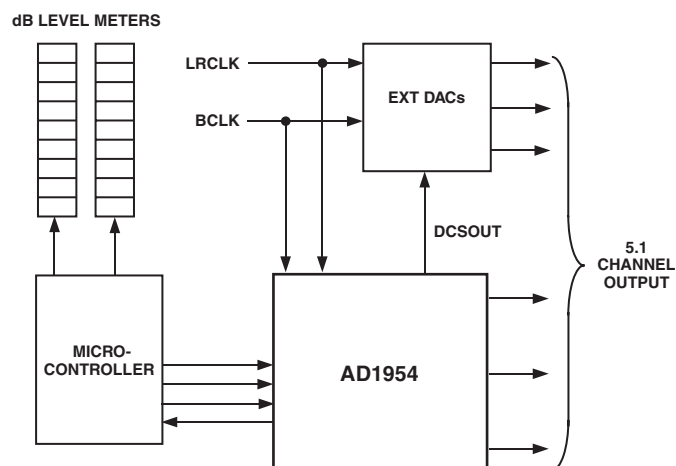 dB LEVEL METERS
LRCLK
EXT DACs
BCLK
DCSOUT
5.1
CHANNEL
OUTPUT
MICRO-
CONTROLLER
AD1954